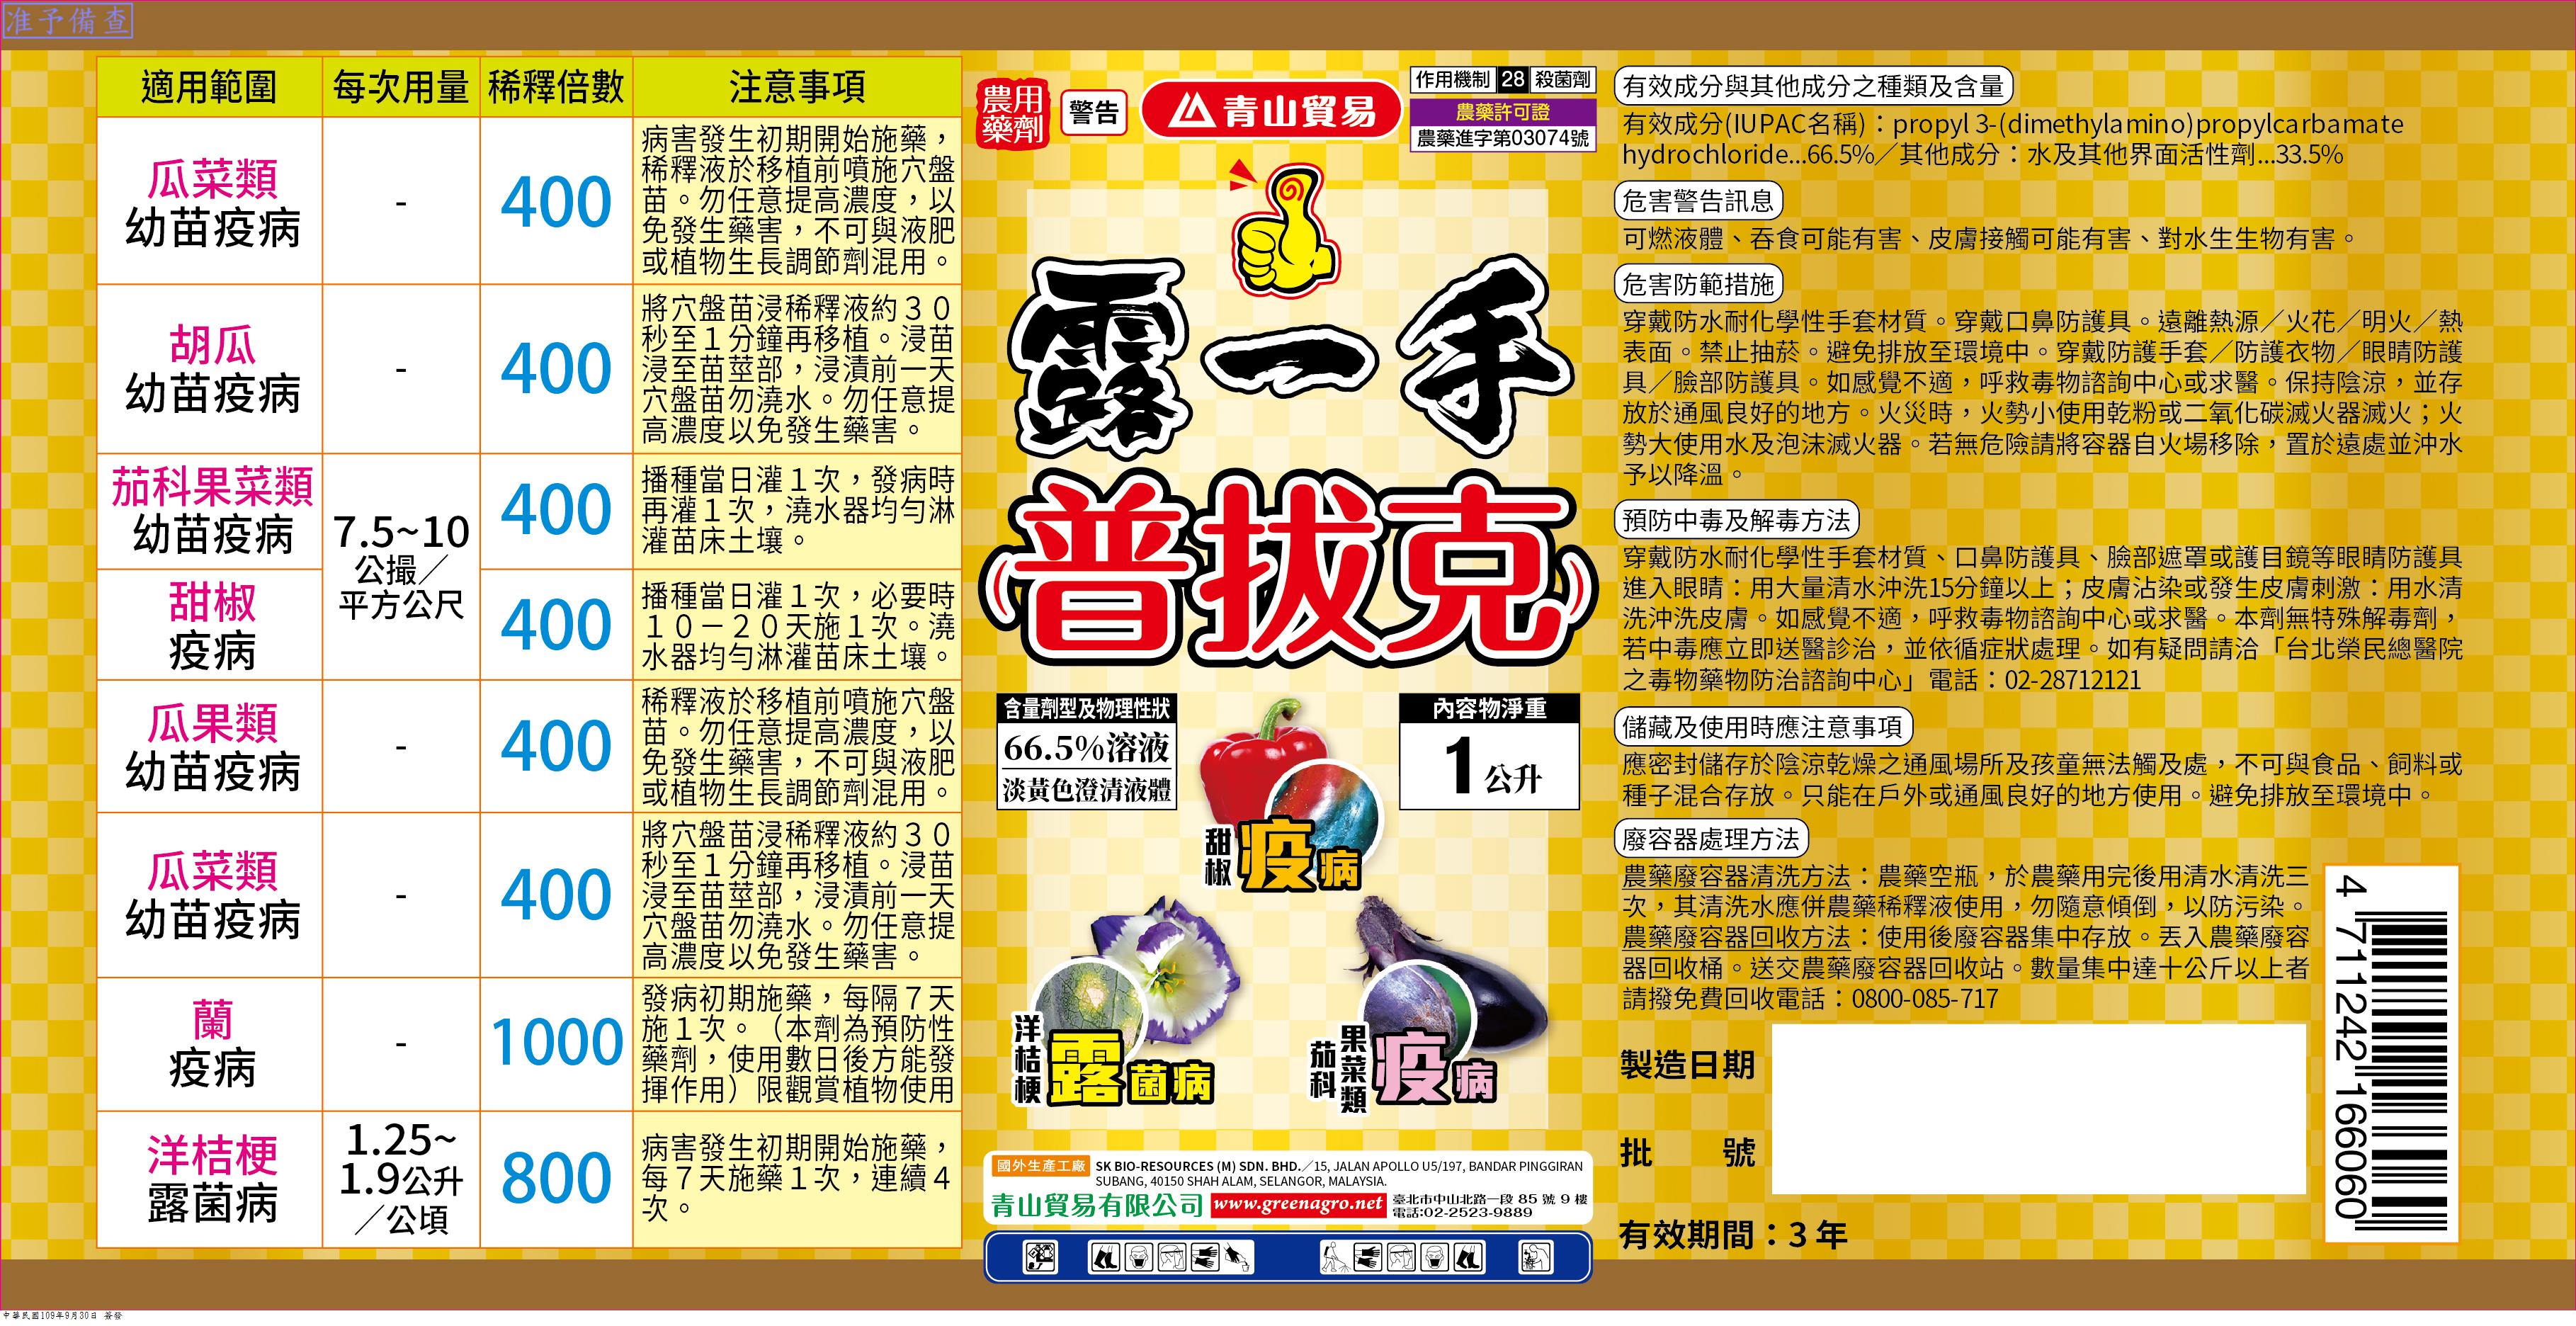 准予備查
適用範圍 每次用量 稀釋倍數 注意事項
瓜菜類
幼苗疫病
-
400
病害發生初期開始施藥，
稀釋液於移植前噴施穴盤
苗。勿任意提高濃度，以
免發生藥害，不可與液肥
或植物生長調節劑混用。
胡瓜
幼苗疫病
-
400
將穴盤苗浸稀釋液約３０
秒至１分鐘再移植。浸苗
浸至苗莖部，浸漬前一天
穴盤苗勿澆水。勿任意提
高濃度以免發生藥害。
茄科果菜類
幼苗疫病
7.5~10
公撮／
平方公尺
400
播種當日灌１次，發病時
再灌１次，澆水器均勻淋
灌苗床土壤。
甜椒
疫病
400
播種當日灌１次，必要時
１０－２０天施１次。澆
水器均勻淋灌苗床土壤。
瓜果類
幼苗疫病
-
400
稀釋液於移植前噴施穴盤
苗。勿任意提高濃度，以
免發生藥害，不可與液肥
或植物生長調節劑混用。
瓜菜類
幼苗疫病
-
400
將穴盤苗浸稀釋液約３０
秒至１分鐘再移植。浸苗
浸至苗莖部，浸漬前一天
穴盤苗勿澆水。勿任意提
高濃度以免發生藥害。
蘭
疫病
-
1000
發病初期施藥，每隔７天
施１次。（本劑為預防性
藥劑，使用數日後方能發
揮作用）限觀賞植物使用
洋桔梗
露菌病
1.25~
1.9公升
／公頃
800
病害發生初期開始施藥，
每７天施藥１次，連續４
次。
農用
藥劑
警告
青山貿易
作用機制 28 殺菌劑
農藥許可證
農藥進字第03074號
露一手
普拔克
含量劑型及物理性狀
66.5%溶液
淡黃色澄清液體
內容物淨重
1公升
甜椒
疫病
洋桔梗
露菌病
茄科
果菜類
疫病
國外生產工廠 SK BIO-RESOURCES (M) SDN. BHD.／15, JALAN APOLLO U5/197, BANDAR PINGGIRAN
SUBANG, 40150 SHAH ALAM, SELANGOR, MALAYSIA.
青山貿易有限公司 www.greenagro.net 臺北市中山北路一段 85 號 9 樓
電話:02-2523-9889
有效成分與其他成分之種類及含量
有效成分(IUPAC名稱)：propyl 3-(dimethylamino)propylcarbamate
hydrochloride...66.5%／其他成分：水及其他界面活性劑...33.5%
危害警告訊息
可燃液體、吞食可能有害、皮膚接觸可能有害、對水生生物有害。
危害防範措施
穿戴防水耐化學性手套材質。穿戴口鼻防護具。遠離熱源／火花／明火／熱
表面。禁止抽菸。避免排放至環境中。穿戴防護手套／防護衣物／眼睛防護
具／臉部防護具。如感覺不適，呼救毒物諮詢中心或求醫。保持陰涼，並存
放於通風良好的地方。火災時，火勢小使用乾粉或二氧化碳滅火器滅火；火
勢大使用水及泡沫滅火器。若無危險請將容器自火場移除，置於遠處並沖水
予以降溫。
預防中毒及解毒方法
穿戴防水耐化學性手套材質、口鼻防護具、臉部遮罩或護目鏡等眼睛防護具
進入眼睛：用大量清水沖洗15分鐘以上；皮膚沾染或發生皮膚刺激：用水清
洗沖洗皮膚。如感覺不適，呼救毒物諮詢中心或求醫。本劑無特殊解毒劑，
若中毒應立即送醫診治，並依循症狀處理。如有疑問請洽「台北榮民總醫院
之毒物藥物防治諮詢中心」電話：02-28712121
儲藏及使用時應注意事項
應密封儲存於陰涼乾燥之通風場所及孩童無法觸及處，不可與食品、飼料或
種子混合存放。只能在戶外或通風良好的地方使用。避免排放至環境中。
廢容器處理方法
農藥廢容器清洗方法：農藥空瓶，於農藥用完後用清水清洗三
次，其清洗水應併農藥稀釋液使用，勿隨意傾倒，以防污染。
農藥廢容器回收方法：使用後廢容器集中存放。丟入農藥廢容
器回收桶。送交農藥廢容器回收站。數量集中達十公斤以上者
請撥免費回收電話：0800-085-717
製造日期
批 號
有效期間：3 年
4 711242 166060
中華民國109年9月30日 簽發